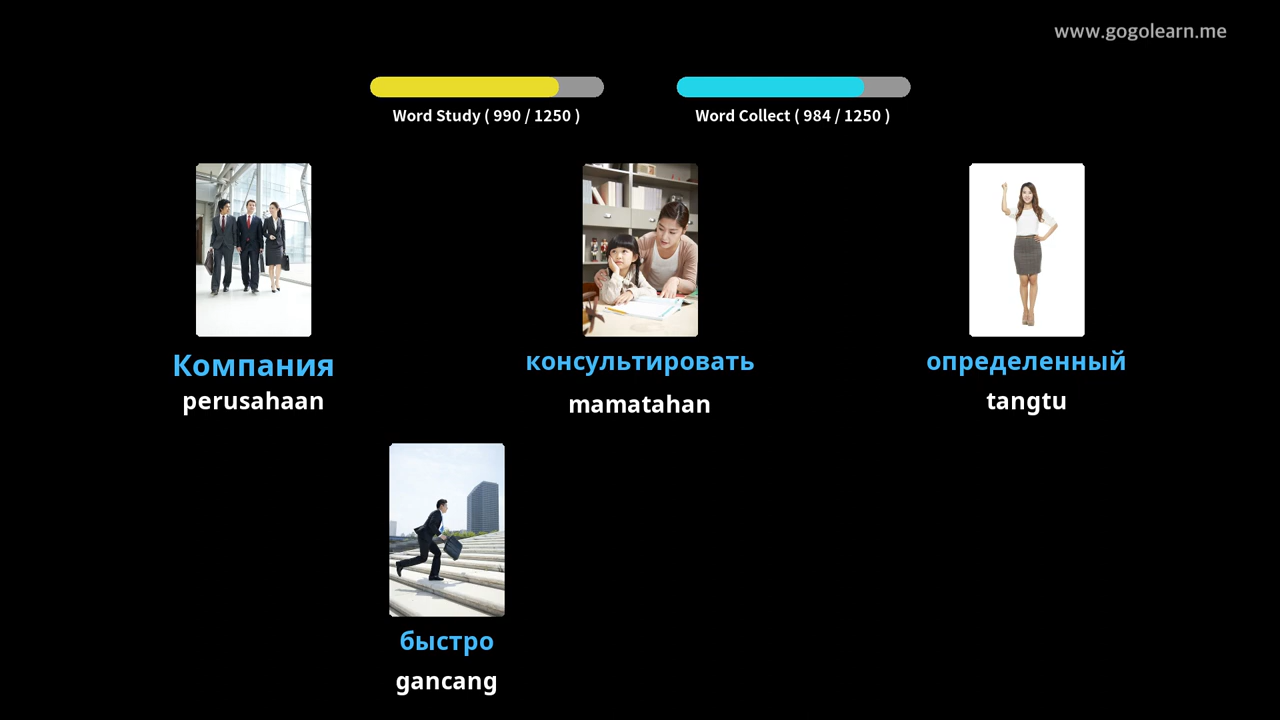 www.gogolearn.me
Word Study ( 990 / 1250 )
Word Collect ( 984 / 1250 )
Компания
perusahaan
консультировать
mamatahan
определенный
tangtu
быстро
gancang